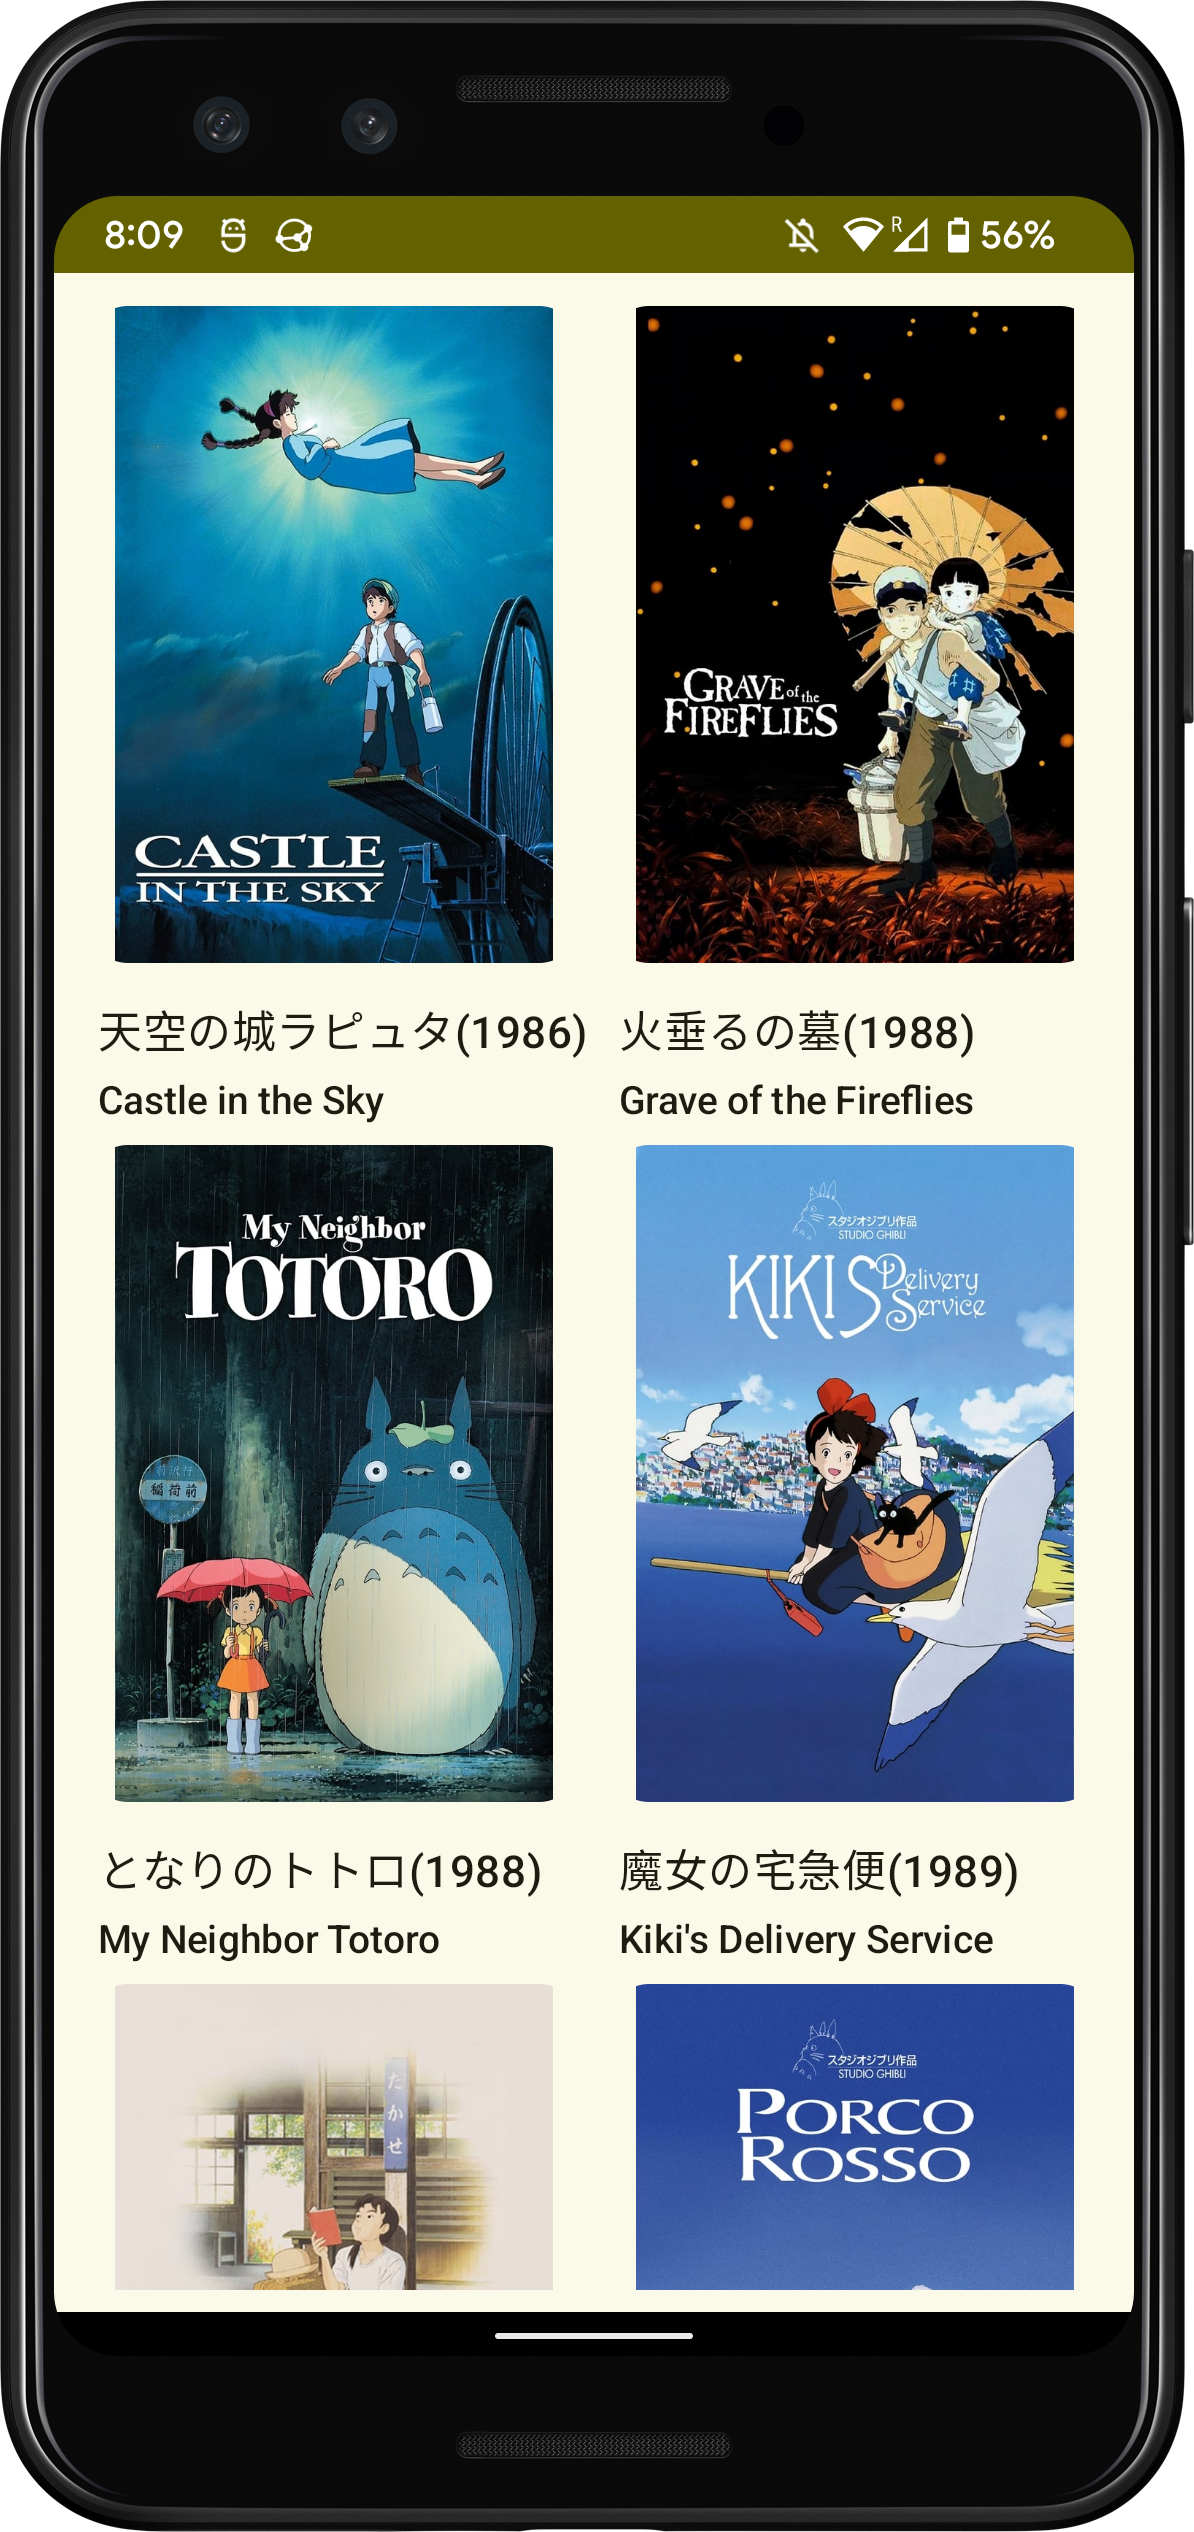 8:09 R 56%
CASTLE
IN THE SKY
GRAVE of the
FIREFLIES
天空の城ラピュタ(1986)
火垂るの墓(1988)
Castle in the Sky
Grave of the Fireflies
My Neighbor
TOTORO
稲荷前
スタジオジブリ作品
STUDIO GHIBLI
KIKI'S Delivery
Service
となりのトトロ(1988)
魔女の宅急便(1989)
My Neighbor Totoro
Kiki's Delivery Service
たかせ
スタジオジブリ作品
STUDIO GHIBLI
PORCO
ROSSO